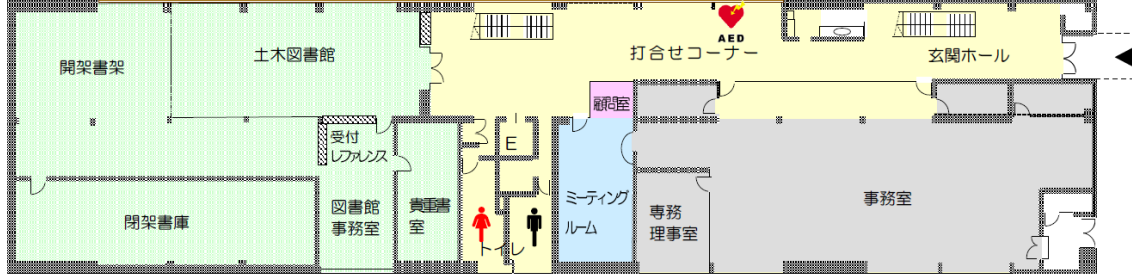 開架書架
土木図書館
AED
打合せコーナー
玄関ホール
顧問室
受付
レファレンス
E
閉架書庫
図書館
事務室
貴重書
室
トイレ
ミーティング
ルーム
専務
理事室
事務室